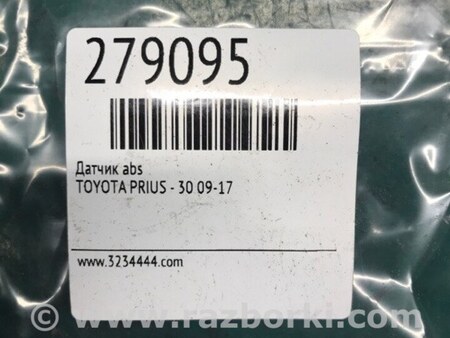 279095
Датчик abs
TOYOTA PRIUS - 30 09-17
www.3234444.com
© www.razborki.com